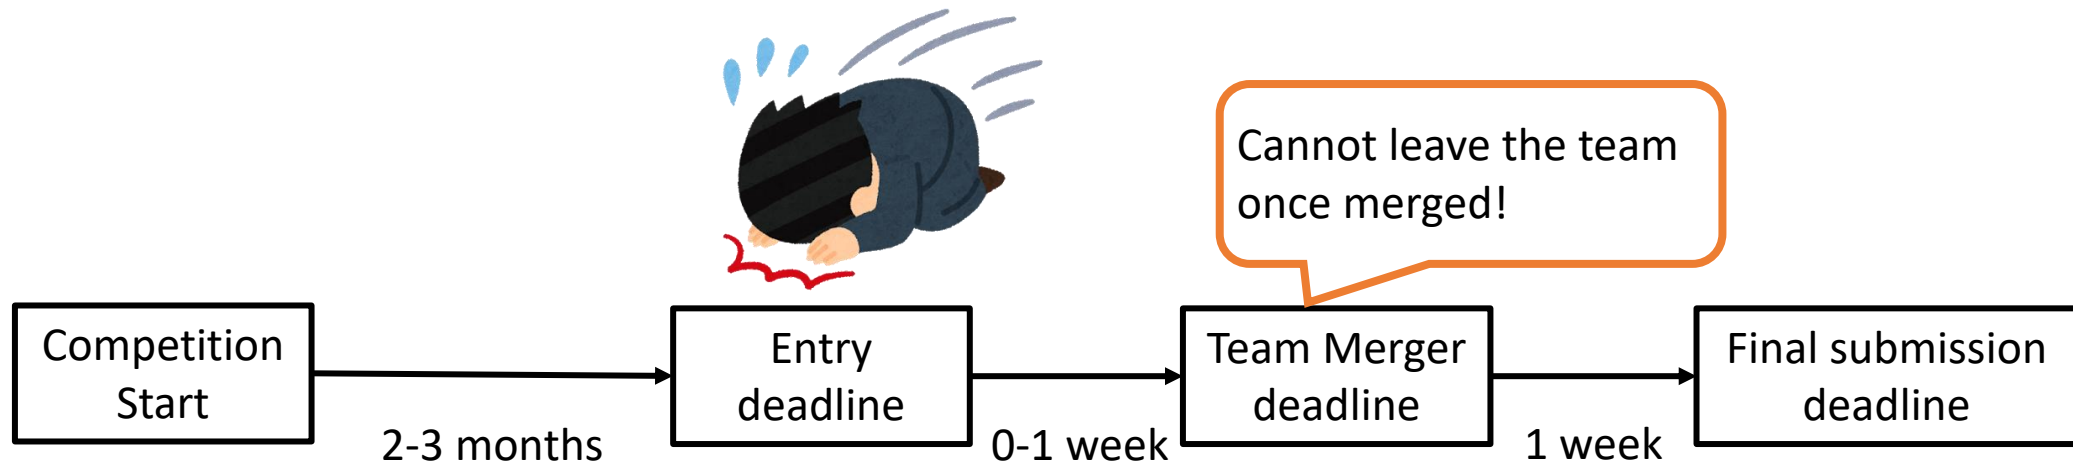 Cannot leave the team
once merged!
Competition
Start
2-3 months
Entry
deadline
0-1 week
Team Merger
deadline
1 week
Final submission
deadline